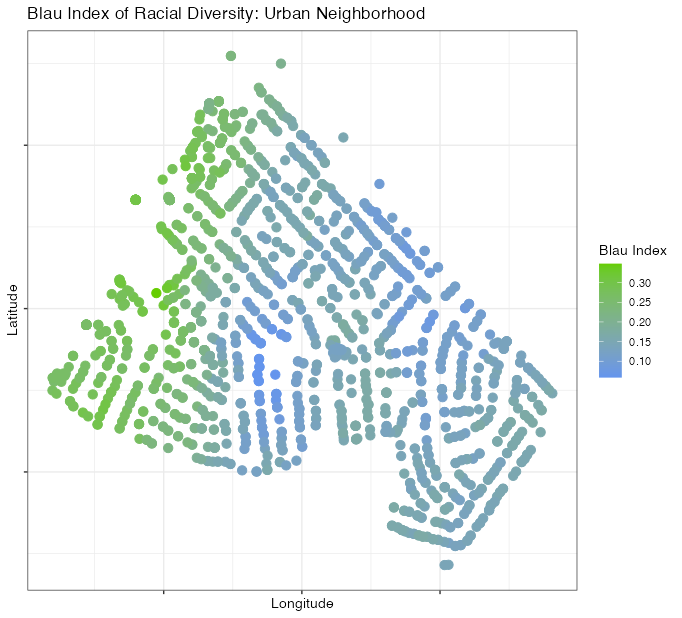 Blau Index of Racial Diversity: Urban Neighborhood
Latitude
Longitude
Blau Index
0.30
0.25
0.20
0.15
0.10